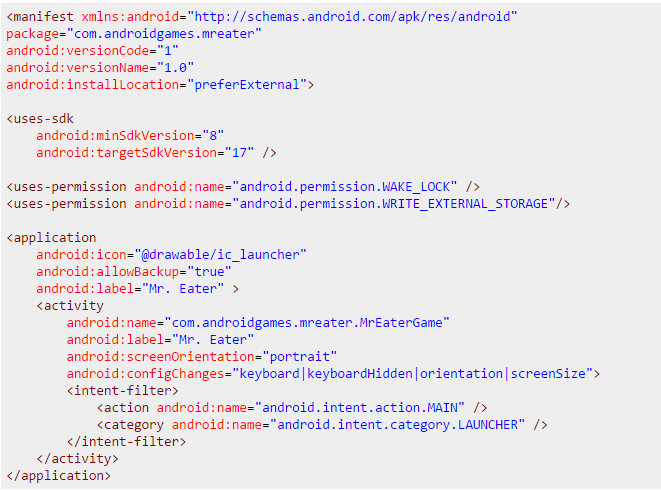 <manifest xmlns:android="http://schemas.android.com/apk/res/android"
package="com.androidgames.mreater"
android:versionCode="1"
android:versionName="1.0"
android:installLocation="preferExternal">
<uses-sdk
android:minSdkVersion="8"
android:targetSdkVersion="17" />
<uses-permission android:name="android.permission.WAKE_LOCK" />
<uses-permission android:name="android.permission.WRITE_EXTERNAL_STORAGE"/>
<application
android:icon="@drawable/ic_launcher"
android:allowBackup="true"
android:label="Mr. Eater" >
<activity
android:name="com.androidgames.mreater.MrEaterGame"
android:label="Mr. Eater"
android:screenOrientation="portrait"
android:configChanges="keyboard|keyboardHidden|orientation|screenSize">
<intent-filter>
<action android:name="android.intent.action.MAIN" />
<category android:name="android.intent.category.LAUNCHER" />
</intent-filter>
</activity>
</application>